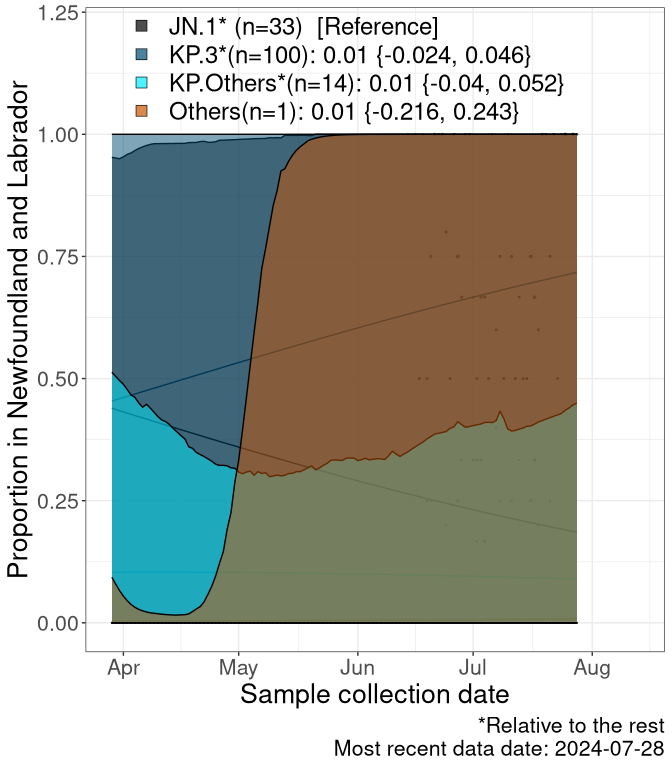 JN.1* (n=33) [Reference]
KP.3*(n=100): 0.01 {-0.024, 0.046}
KP.Others*(n=14): 0.01 {-0.04, 0.052}
Others(n=1): 0.01 {-0.216, 0.243}
Proportion in Newfoundland and Labrador
1.25
1.00
0.75
0.50
0.25
0.00
Apr May Jun Jul Aug
Sample collection date
*Relative to the rest
Most recent data date: 2024-07-28